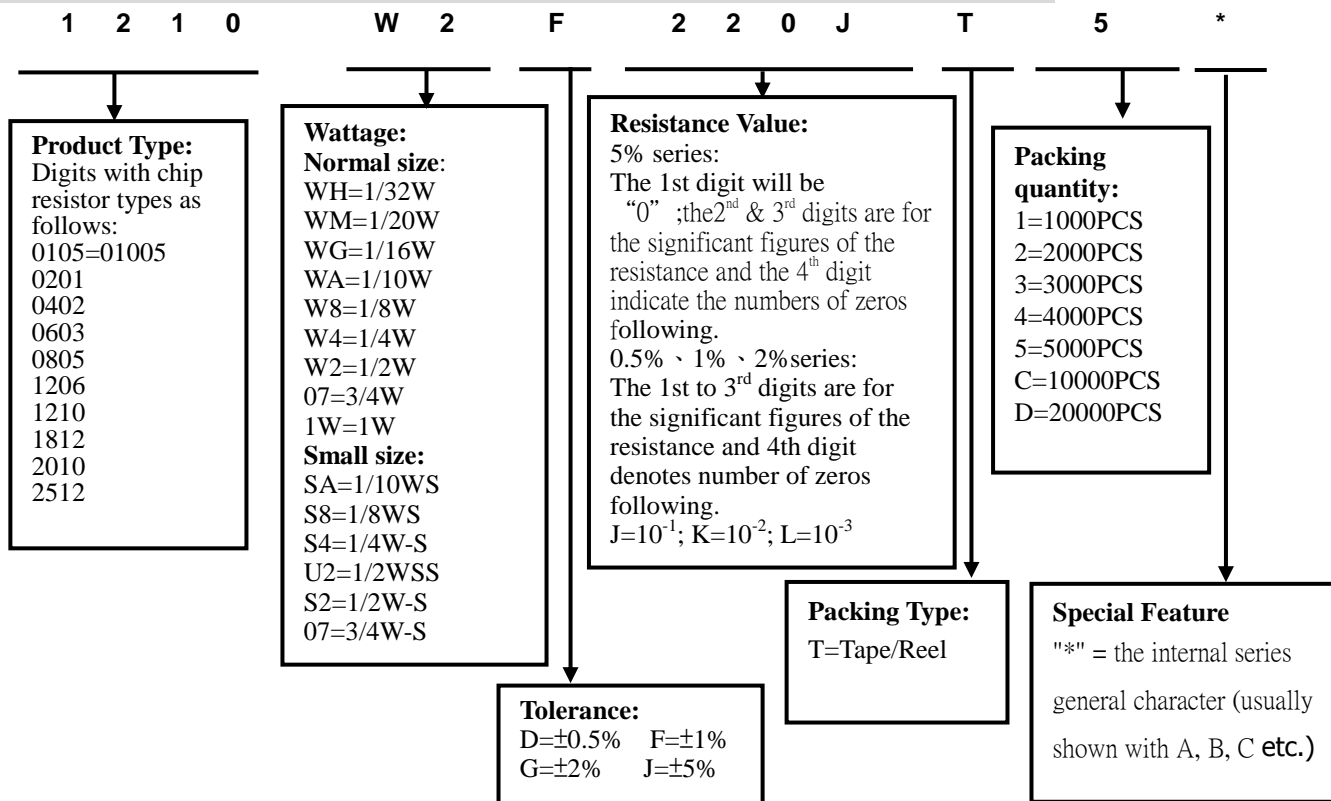 1 2 1 0 W 2 F 2 2 0 J T 5 *
Product Type:
Digits with chip
resistor types as
follows:
0105=01005
0201
0402
0603
0805
1206
1210
1812
2010
2512
Wattage:
Normal size:
WH=1/32W
WM=1/20W
WG=1/16W
WA=1/10W
W8=1/8W
W4=1/4W
W2=1/2W
07=3/4W
1W=1W
Small size:
SA=1/10WS
S8=1/8WS
S4=1/4W-S
U2=1/2WSS
S2=1/2W-S
07=3/4W-S
Tolerance:
D=±0.5% F=±1%
G=±2% J=±5%
Resistance Value:
5% series:
The 1st digit will be
“0” ;the2nd & 3rd digits are for
the significant figures of the
resistance and the 4th digit
indicate the numbers of zeros
following.
0.5%、1%、2%series:
The 1st to 3rd digits are for
the significant figures of the
resistance and 4th digit
denotes number of zeros
following.
J=10-1; K=10-2; L=10-3
Packing Type:
T=Tape/Reel
Packing
quantity:
1=1000PCS
2=2000PCS
3=3000PCS
4=4000PCS
5=5000PCS
C=10000PCS
D=20000PCS
Special Feature
"*" = the internal series
general character (usually
shown with A, B, C etc.)